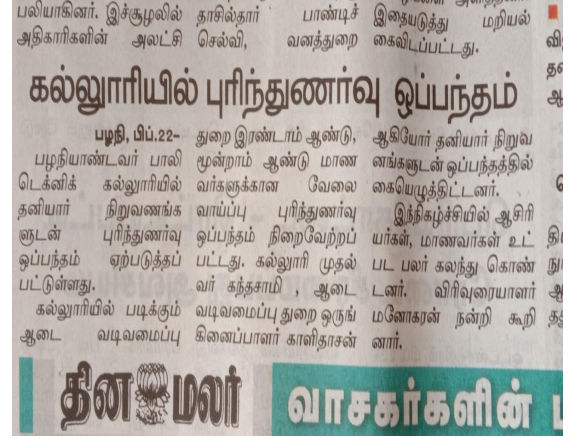 பலியாகினர். இச்சூழலில்
அதிகாரிகளின் அலட்சி
தாசில்தார் பாண்டிச்
செல்வி, வனத்துறை
இதையடுத்து மறியல்
கைவிடப்பட்டது.
கல்லூரியில் புரிந்துணர்வு ஒப்பந்தம்
பழநி, பிப்.22-
பழநியாண்டவர் பாலி
டெக்னிக் கல்லூரியில்
தனியார் நிறுவணங்க
ளுடன் புரிந்துணர்வு
ஒப்பந்தம் ஏற்படுத்தப்
பட்டுள்ளது.
கல்லூரியில் படிக்கும்
ஆடை வடிவமைப்பு
துறை இரண்டாம் ஆண்டு,
மூன்றாம் ஆண்டு மாண
வர்களுக்கான வேலை
வாய்ப்பு புரிந்துணர்வு
ஒப்பந்தம் நிறைவேற்றப்
பட்டது. கல்லூரி முதல்
வர் கந்தசாமி , ஆடை
வடிவமைப்பு துறை ஒருங்
கினைப்பாளர் காளிதாசன்
ஆகியோர் தனியார் நிறுவ
னங்களுடன் ஒப்பந்தத்தில்
கையெழுத்திட்டனர்.
இந்நிகழ்ச்சியில் ஆசிரி
யர்கள், மாணவர்கள் உட்
பட பலர் கலந்து கொண்
டனர். விரிவுரையாளர்
மனோகரன் நன்றி கூறி
னார்.
தினமலர்
வாசகர்களின்